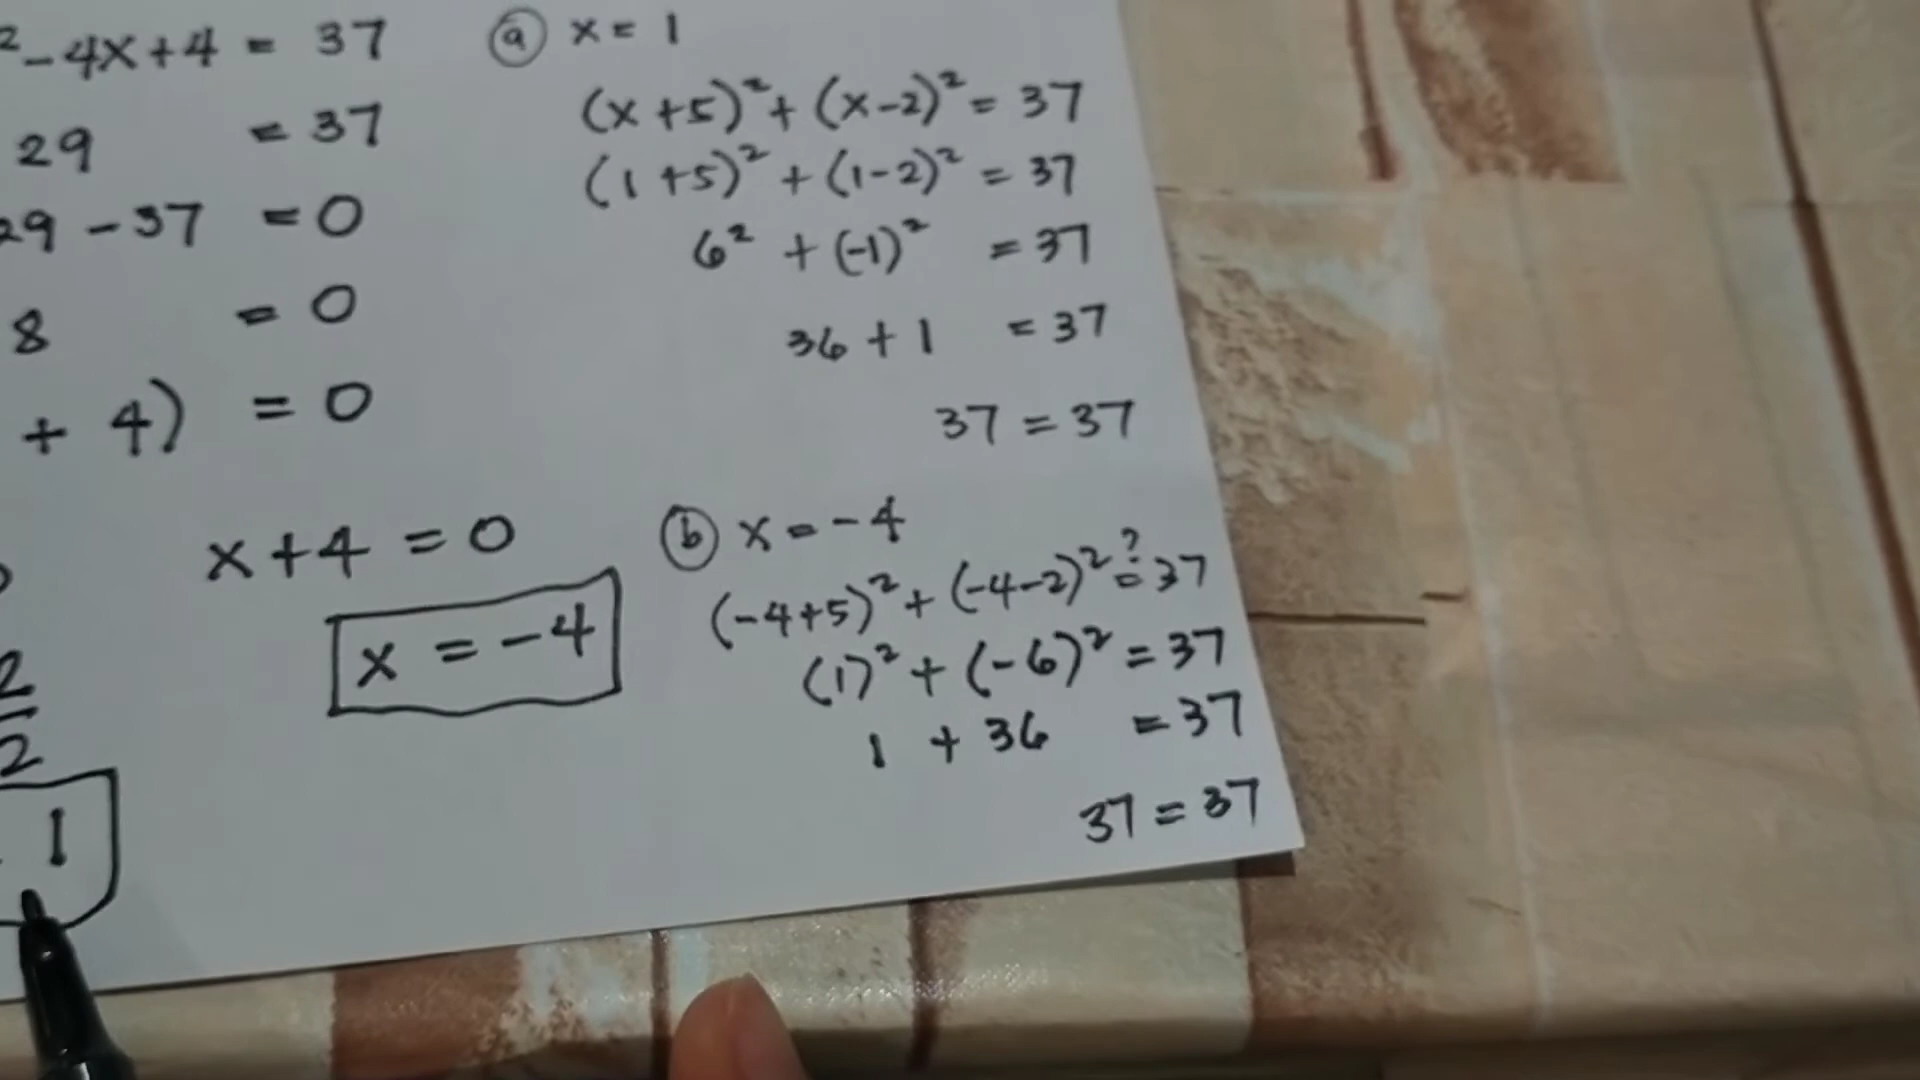 ² - 4x + 4 = 37
29 = 37
29 - 37 = 0
8 = 0
+ 4) = 0
x + 4 = 0
x = -4
2
2
1
ⓐ x = 1
(x + 5)² + (x - 2)² = 37
(1 + 5)² + (1 - 2)² = 37
6² + (-1)² = 37
36 + 1 = 37
37 = 37
ⓑ x = -4
(-4 + 5)² + (-4 - 2)² ≟ 37
(1)² + (-6)² = 37
1 + 36 = 37
37 = 37